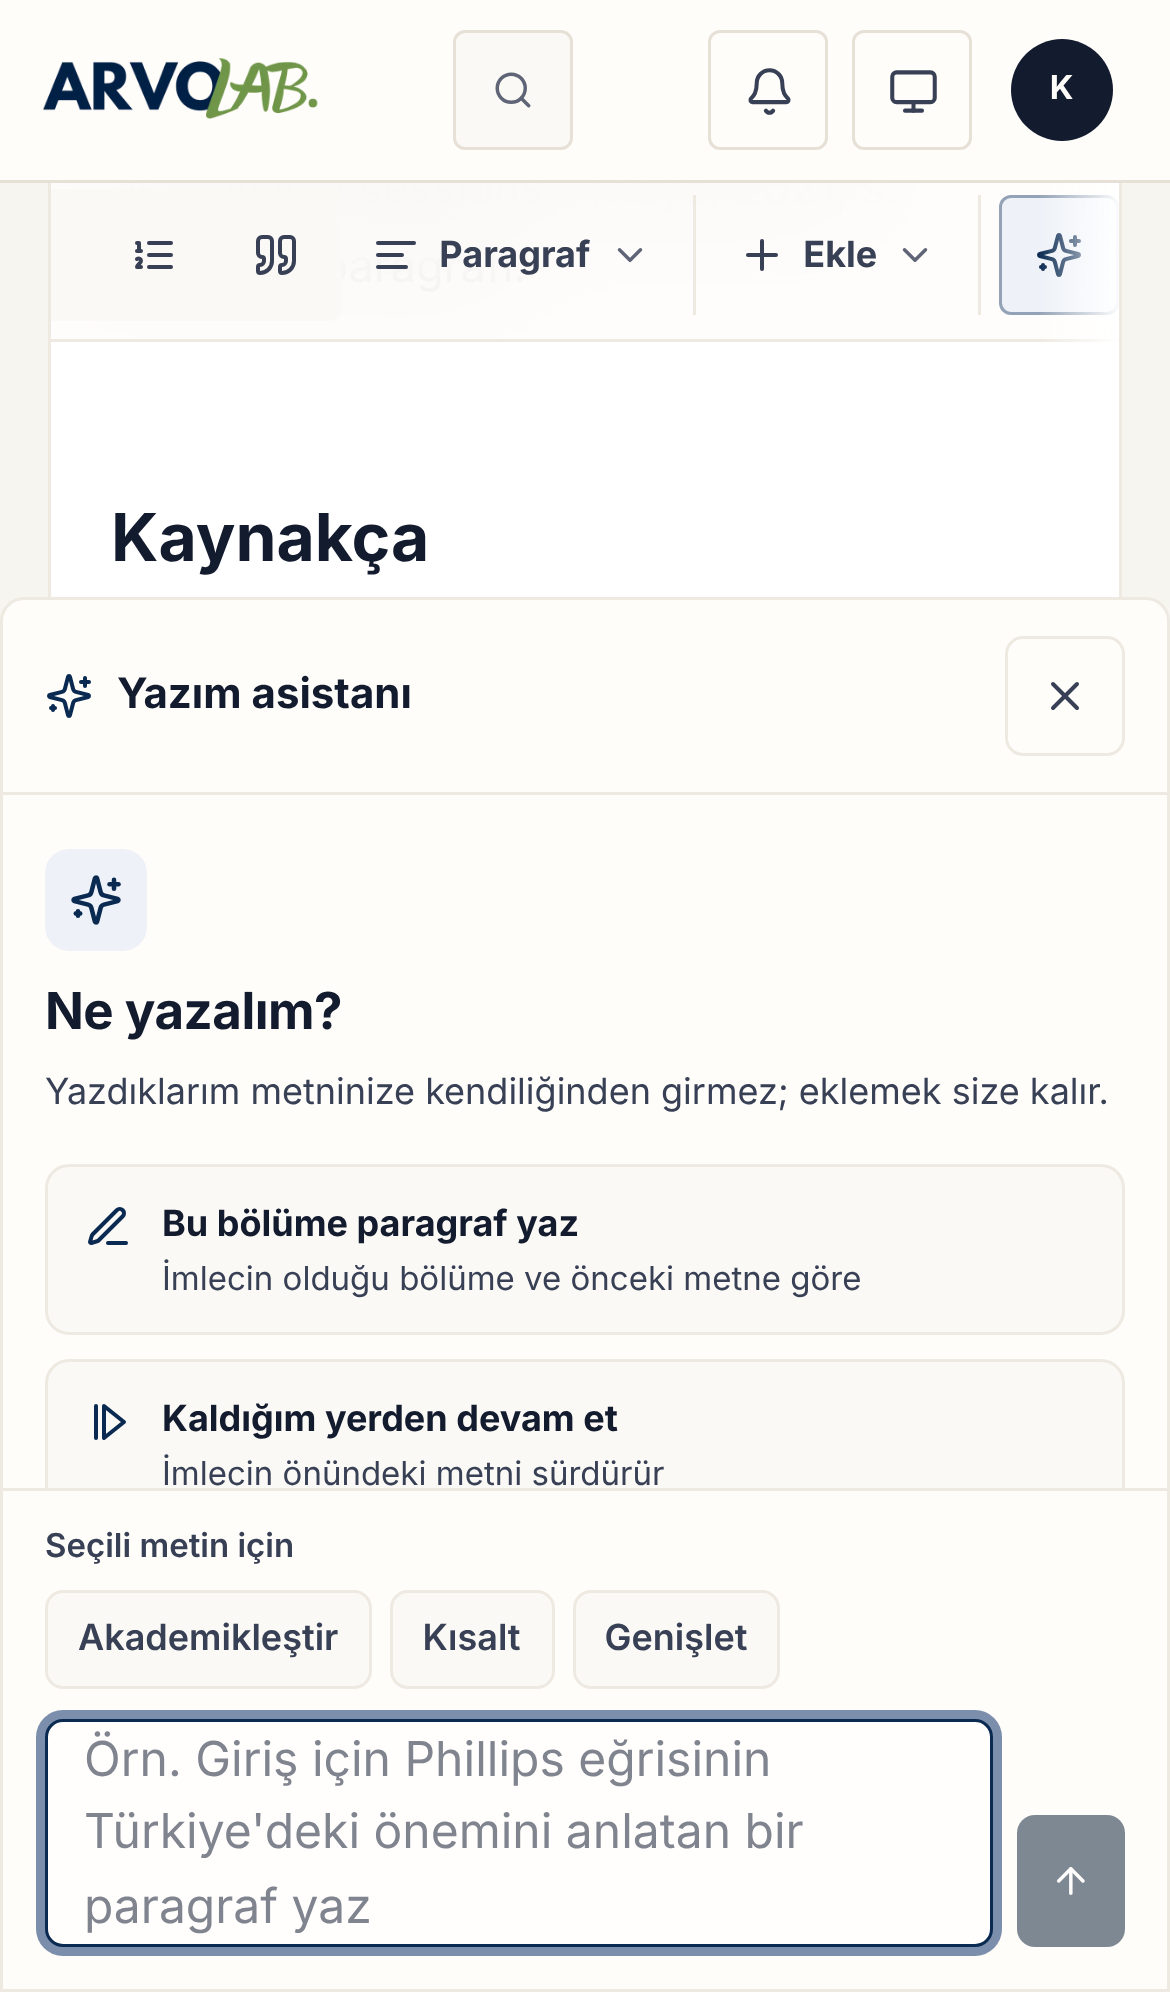 ARVOLAB.
K
Paragraf
Ekle
Kaynakça
Yazım asistanı
Ne yazalım?
Yazdıklarım metninize kendiliğinden girmez; eklemek size kalır.
Bu bölüme paragraf yaz
İmlecin olduğu bölüme ve önceki metne göre
Kaldığım yerden devam et
İmlecin önündeki metni sürdürür
Seçili metin için
Akademikleştir
Kısalt
Genişlet
Örn. Giriş için Phillips eğrisinin
Türkiye'deki önemini anlatan bir
paragraf yaz